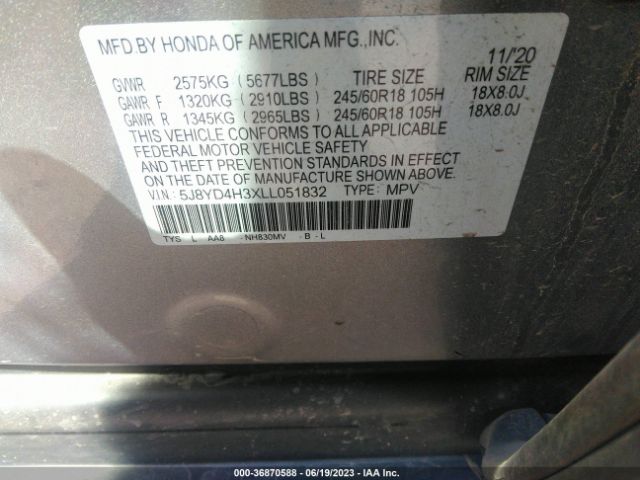 MFD.BY HONDA OF AMERICA MFG.,INC.
11/'20
GVWR 2575KG (5677LBS) TIRE SIZE RIM SIZE
GAWR F 1320KG (2910LBS) 245/60R18 105H 18X8.0J
GAWR R 1345KG (2965LBS) 245/60R18 105H 18X8.0J
THIS VEHICLE CONFORMS TO ALL APPLICABLE
FEDERAL MOTOR VEHICLE SAFETY
AND THEFT PREVENTION STANDARDS IN EFFECT
ON THE DATE OF MANUFACTURE SHOWN ABOVE.
V.I.N.: 5J8YD4H3XLL051832 TYPE: MPV
TYS L AA8 -NH830MV -B-L
000-36870588 - 06/19/2023 - IAA Inc.